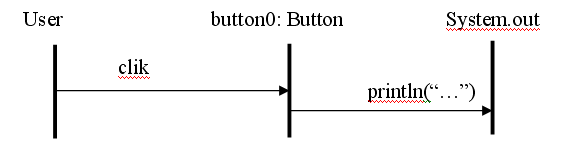 User button0: Button System.out
clik
println(“…”)